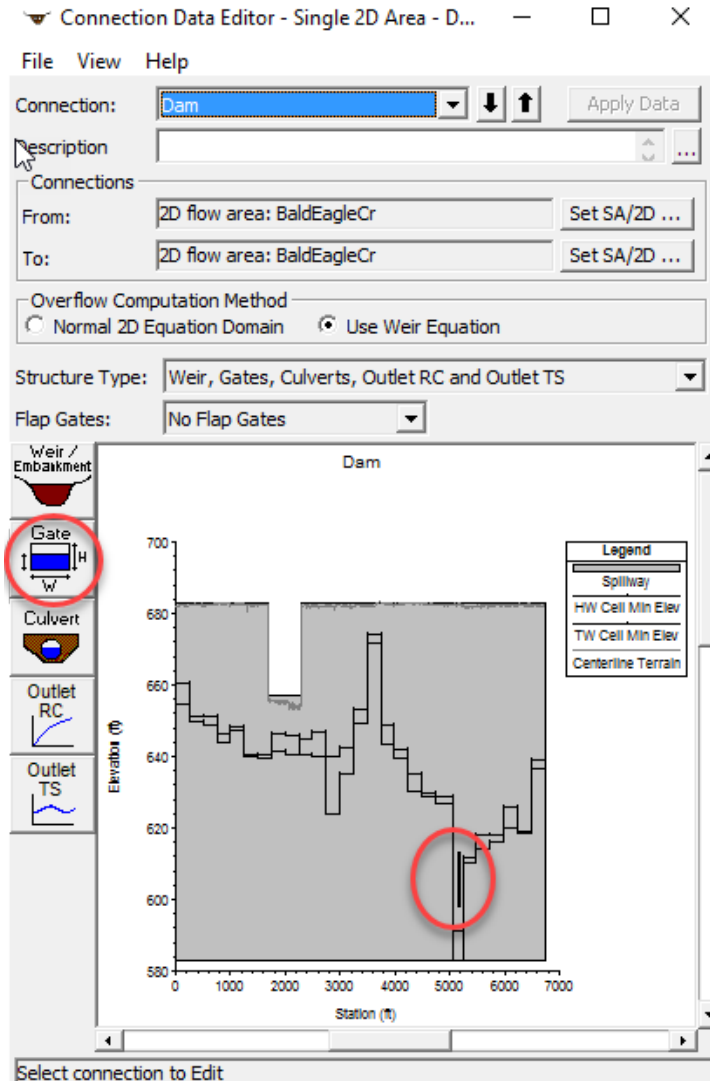 Connection Data Editor - Single 2D Area - D...
File View Help
Connection: Dam Apply Data
Description ...
Connections
From: 2D flow area: BaldEagleCr Set SA/2D ...
To: 2D flow area: BaldEagleCr Set SA/2D ...
Overflow Computation Method
Normal 2D Equation Domain Use Weir Equation
Structure Type: Weir, Gates, Culverts, Outlet RC and Outlet TS
Flap Gates: No Flap Gates
Weir /
Embankment
Gate
H
W
Culvert
Outlet
RC
Outlet
TS
Dam
700
680
660
640
620
600
580
Elevation (ft)
0 1000 2000 3000 4000 5000 6000 7000
Station (ft)
Legend
Spillway
HW Cell Min Elev
TW Cell Min Elev
Centerline Terrain
Select connection to Edit